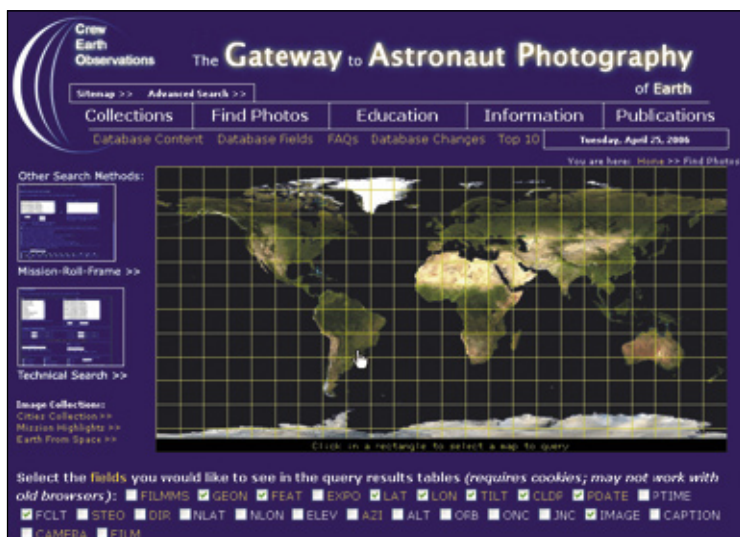 Crew
Earth
Observations
The Gateway to Astronaut Photography
of Earth
Sitemap >> Advanced Search >>
Collections Find Photos Education Information Publications
Database Content Database Fields FAQs Database Changes Top 10 Tuesday, April 25, 2006
You are here: Home >> Find Photos
Other Search Methods:
Mission-Roll-Frame >>
Technical Search >>
Image Collections:
Cities Collection >>
Mission Highlights >>
Earth From Space >>
Click in a rectangle to select a map to query
Select the fields you would like to see in the query results tables (requires cookies; may not work with
old browsers): FILMMS GEON FEAT EXPO LAT LON TILT CLDP PDATE PTIME
FCLT STEO DIR NLAT NLON ELEV AZI ALT ORB ONC JNC IMAGE CAPTION
CAMERA FILM